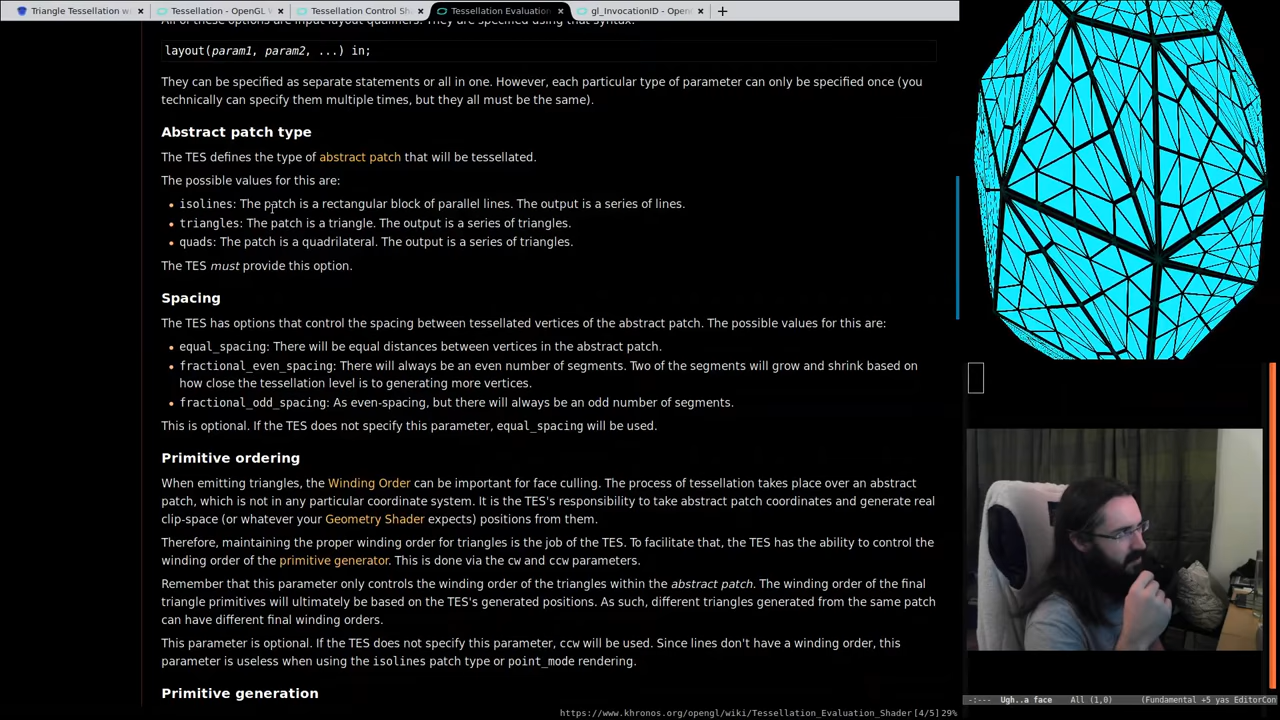 Triangle Tessellation w
Tessellation - OpenGL W
Tessellation Control Sh
Tessellation Evaluation
gl_InvocationID - Open
layout(param1, param2, ...) in;
They can be specified as separate statements or all in one. However, each particular type of parameter can only be specified once (you
technically can specify them multiple times, but they all must be the same).
Abstract patch type
The TES defines the type of abstract patch that will be tessellated.
The possible values for this are:
isolines: The patch is a rectangular block of parallel lines. The output is a series of lines.
triangles: The patch is a triangle. The output is a series of triangles.
quads: The patch is a quadrilateral. The output is a series of triangles.
The TES must provide this option.
Spacing
The TES has options that control the spacing between tessellated vertices of the abstract patch. The possible values for this are:
equal_spacing: There will be equal distances between vertices in the abstract patch.
fractional_even_spacing: There will always be an even number of segments. Two of the segments will grow and shrink based on
how close the tessellation level is to generating more vertices.
fractional_odd_spacing: As even-spacing, but there will always be an odd number of segments.
This is optional. If the TES does not specify this parameter, equal_spacing will be used.
Primitive ordering
When emitting triangles, the Winding Order can be important for face culling. The process of tessellation takes place over an abstract
patch, which is not in any particular coordinate system. It is the TES's responsibility to take abstract patch coordinates and generate real
clip-space (or whatever your Geometry Shader expects) positions from them.
Therefore, maintaining the proper winding order for triangles is the job of the TES. To facilitate that, the TES has the ability to control the
winding order of the primitive generator. This is done via the cw and ccw parameters.
Remember that this parameter only controls the winding order of the triangles within the abstract patch. The winding order of the final
triangle primitives will ultimately be based on the TES's generated positions. As such, different triangles generated from the same patch
can have different final winding orders.
This parameter is optional. If the TES does not specify this parameter, ccw will be used. Since lines don't have a winding order, this
parameter is useless when using the isolines patch type or point_mode rendering.
Primitive generation
https://www.khronos.org/opengl/wiki/Tessellation_Evaluation_Shader [4/5] 29%
-:--- Ugh..a face All (1,0) (Fundamental +5 yas EditorCon